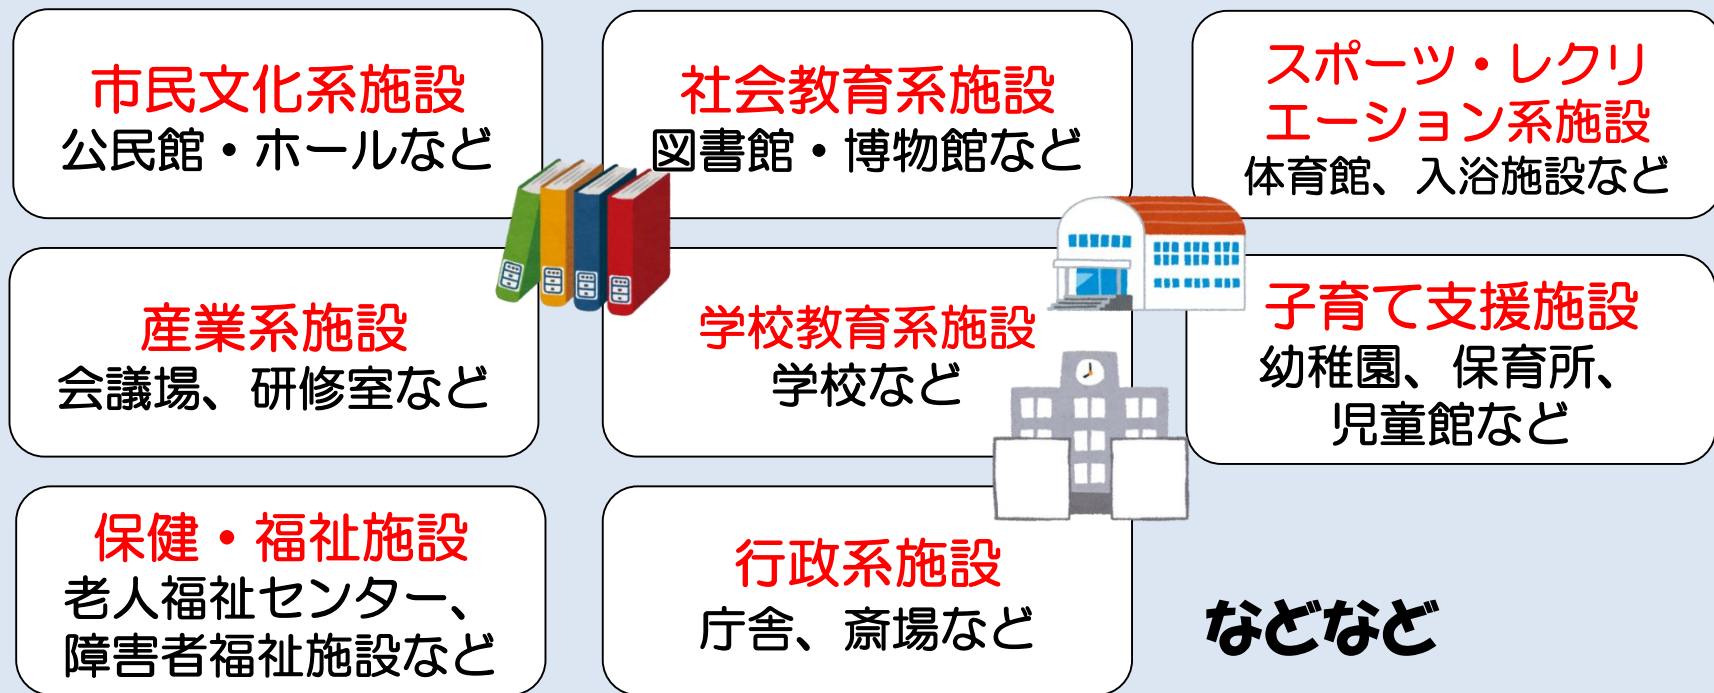 市民文化系施設
公民館・ホールなど
社会教育系施設
図書館・博物館など
スポーツ・レクリ
エーション系施設
体育館、入浴施設など
産業系施設
会議場、研修室など
学校教育系施設
学校など
子育て支援施設
幼稚園、保育所、
児童館など
保健・福祉施設
老人福祉センター、
障害者福祉施設など
行政系施設
庁舎、斎場など
などなど